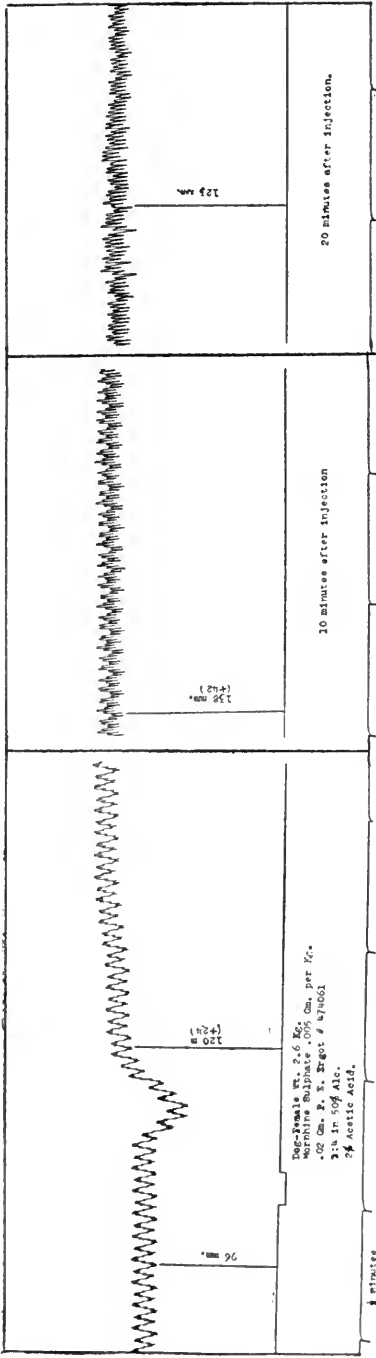 96 mm.
120 m
(+24)
Dog-Female Wt. 2.6 Kg.
Morphine Sulphate .005 Gm. per Kg.
.02 Gm. P. E. Ergot # 474061
1:4 in 50% Alc.
2% Acetic Acid.
minutes
138 mm.
(+42)
10 minutes after injection
mm.
20 minutes after injection.